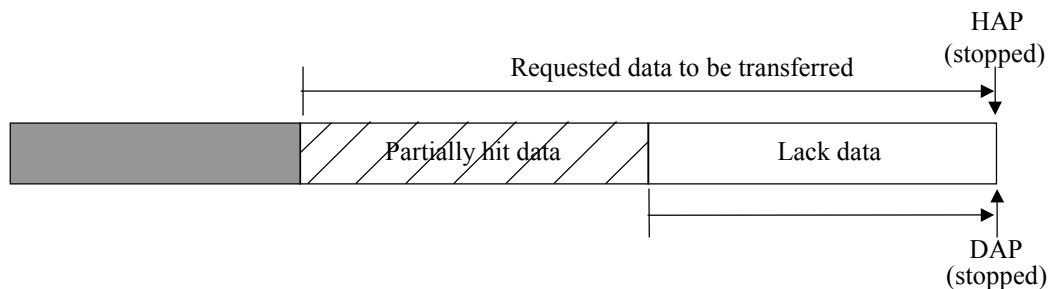 HAP
(stopped)
Requested data to be transferred
Partially hit data
Lack data
DAP
(stopped)